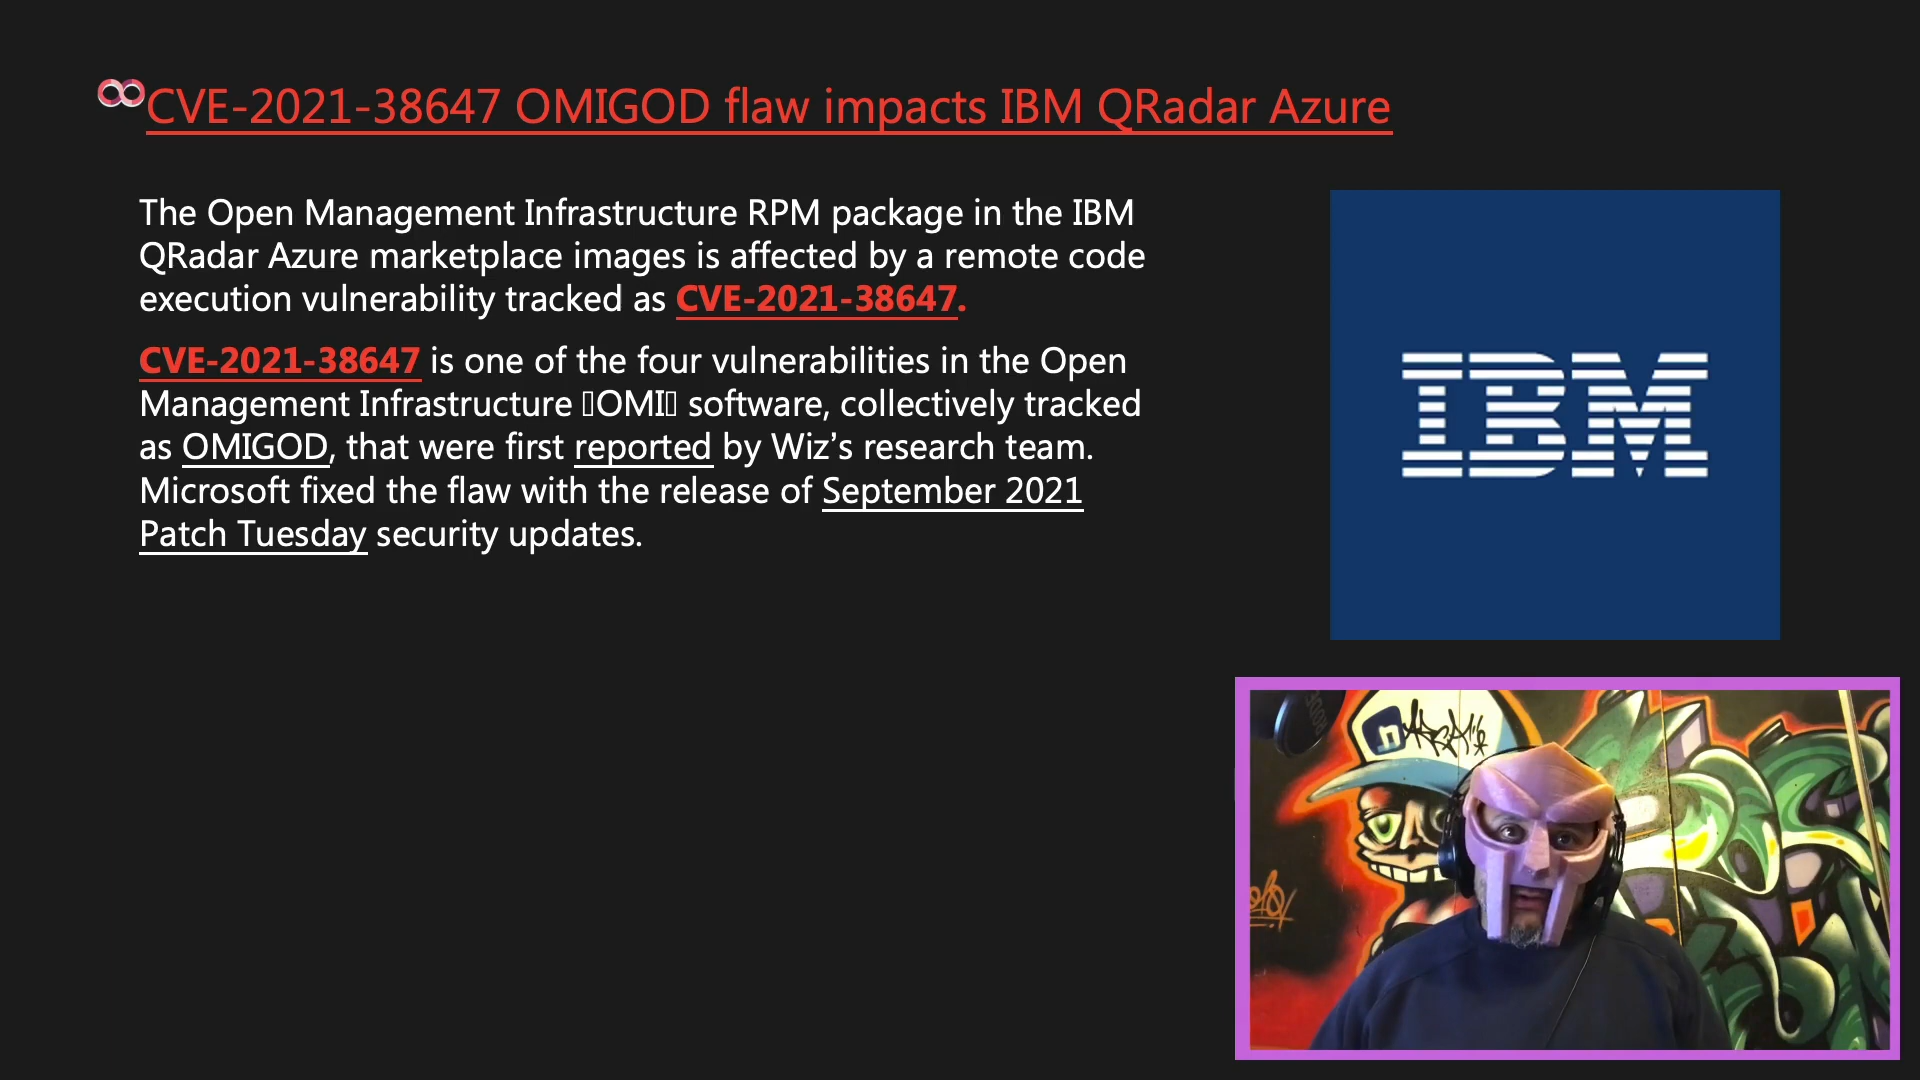 CVE-2021-38647 OMIGOD flaw impacts IBM QRadar Azure
The Open Management Infrastructure RPM package in the IBM
QRadar Azure marketplace images is affected by a remote code
execution vulnerability tracked as CVE-2021-38647.
CVE-2021-38647 is one of the four vulnerabilities in the Open
Management Infrastructure ▯OMI▯ software, collectively tracked
as OMIGOD, that were first reported by Wiz’s research team.
Microsoft fixed the flaw with the release of September 2021
Patch Tuesday security updates.
IBM
RODE